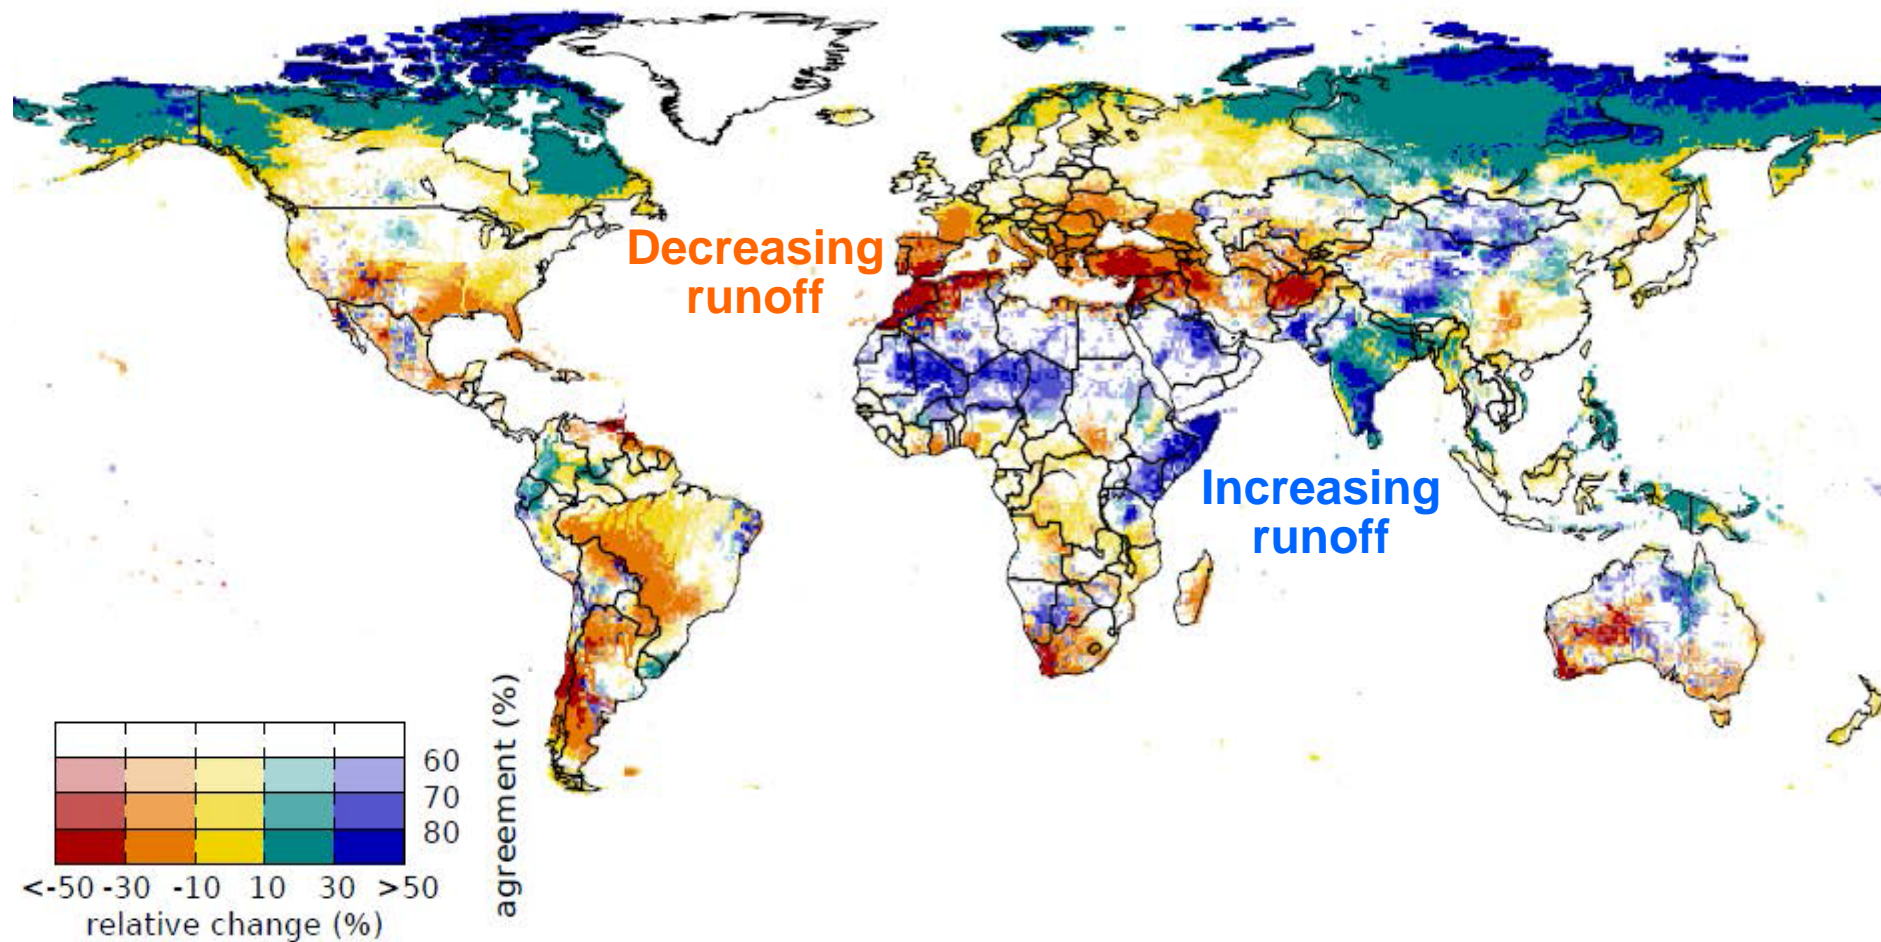 Decreasing
runoff
Increasing
runoff
60
70
80
agreement (%)
<-50 -30 -10 10 30 >50
relative change (%)